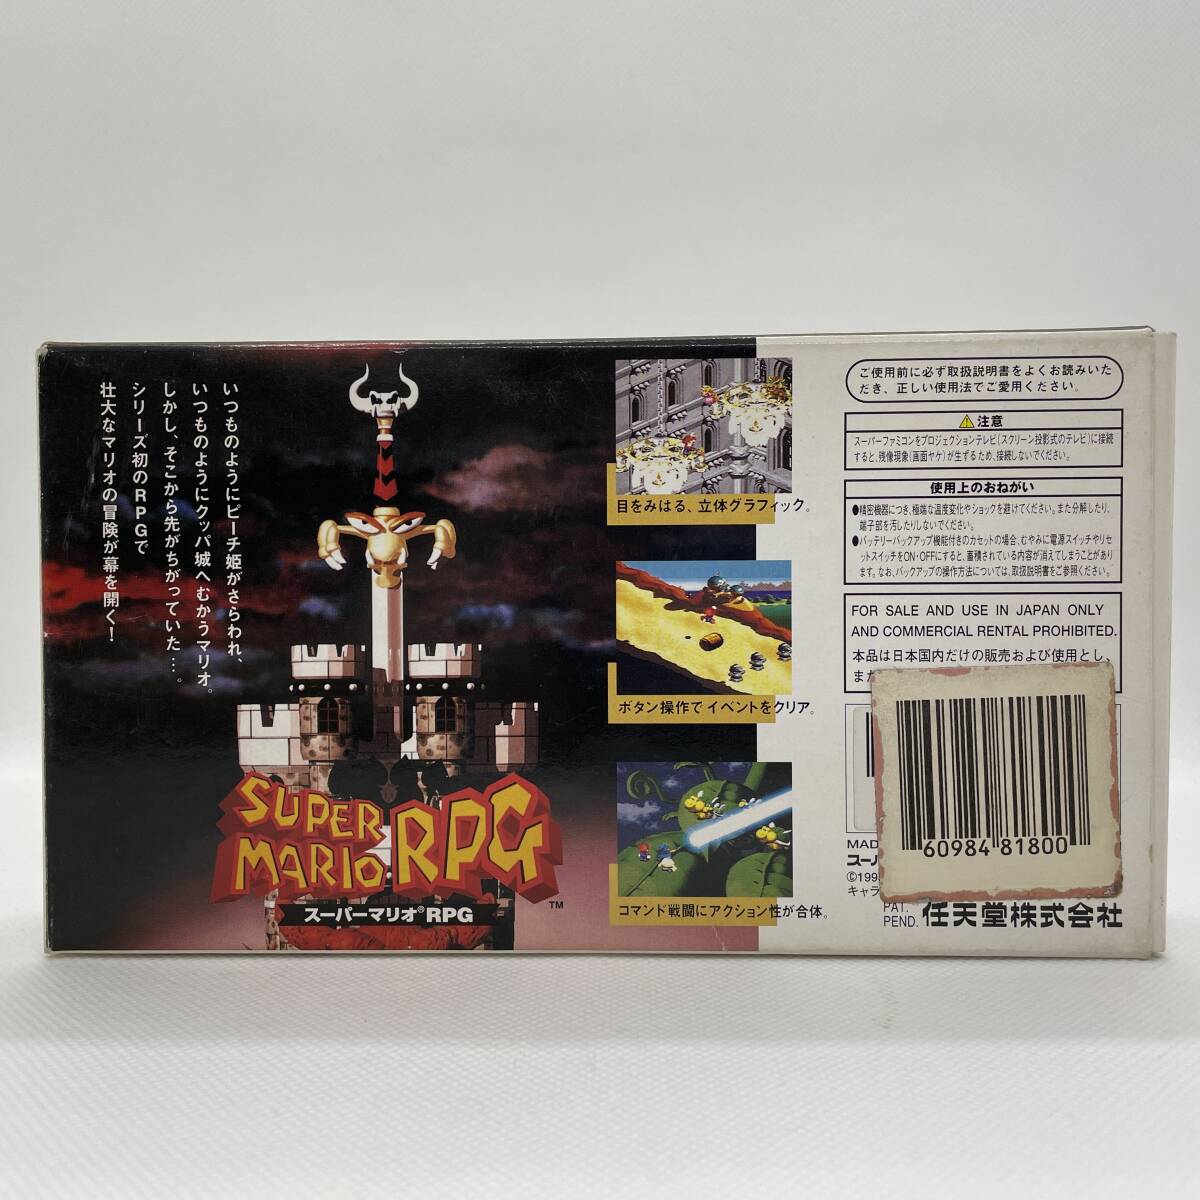 いつものようにピーチ姫がさらわれ、
いつものようにクッパ城へむかうマリオ。
しかし、そこから先がちがっていた…。
シリーズ初のRPGで
壮大なマリオの冒険が幕を開く!
SUPER
MARIO RPG
TM
スーパーマリオ®RPG
目をみはる、立体グラフィック。
ボタン操作でイベントをクリア。
コマンド戦闘にアクション性が合体。
ご使用前に必ず取扱説明書をよくお読みいた
だき、正しい使用法でご愛用ください。
注意
スーパーファミコンをプロジェクションテレビ(スクリーン投影式のテレビ)に接続
すると、残像現象(画面ヤケ)が生ずるため、接続しないでください。
使用上のおねがい
●精密機器につき、極端な温度変化やショックを避けてください。また分解したり、
端子部を汚したりしないでください。
●バッテリーバックアップ機能付きのカセットの場合、むやみに電源スイッチやリセ
ットスイッチをON・OFFにすると、蓄積されている内容が消えてしまうことがあり
ます。なお、バックアップの操作方法については、取扱説明書をご参照ください。
FOR SALE AND USE IN JAPAN ONLY
AND COMMERCIAL RENTAL PROHIBITED.
本品は日本国内だけの販売および使用とし、
また
60984 81800
MAD
スーパ
©199
キャラ
PAT.
PEND.
任天堂株式会社